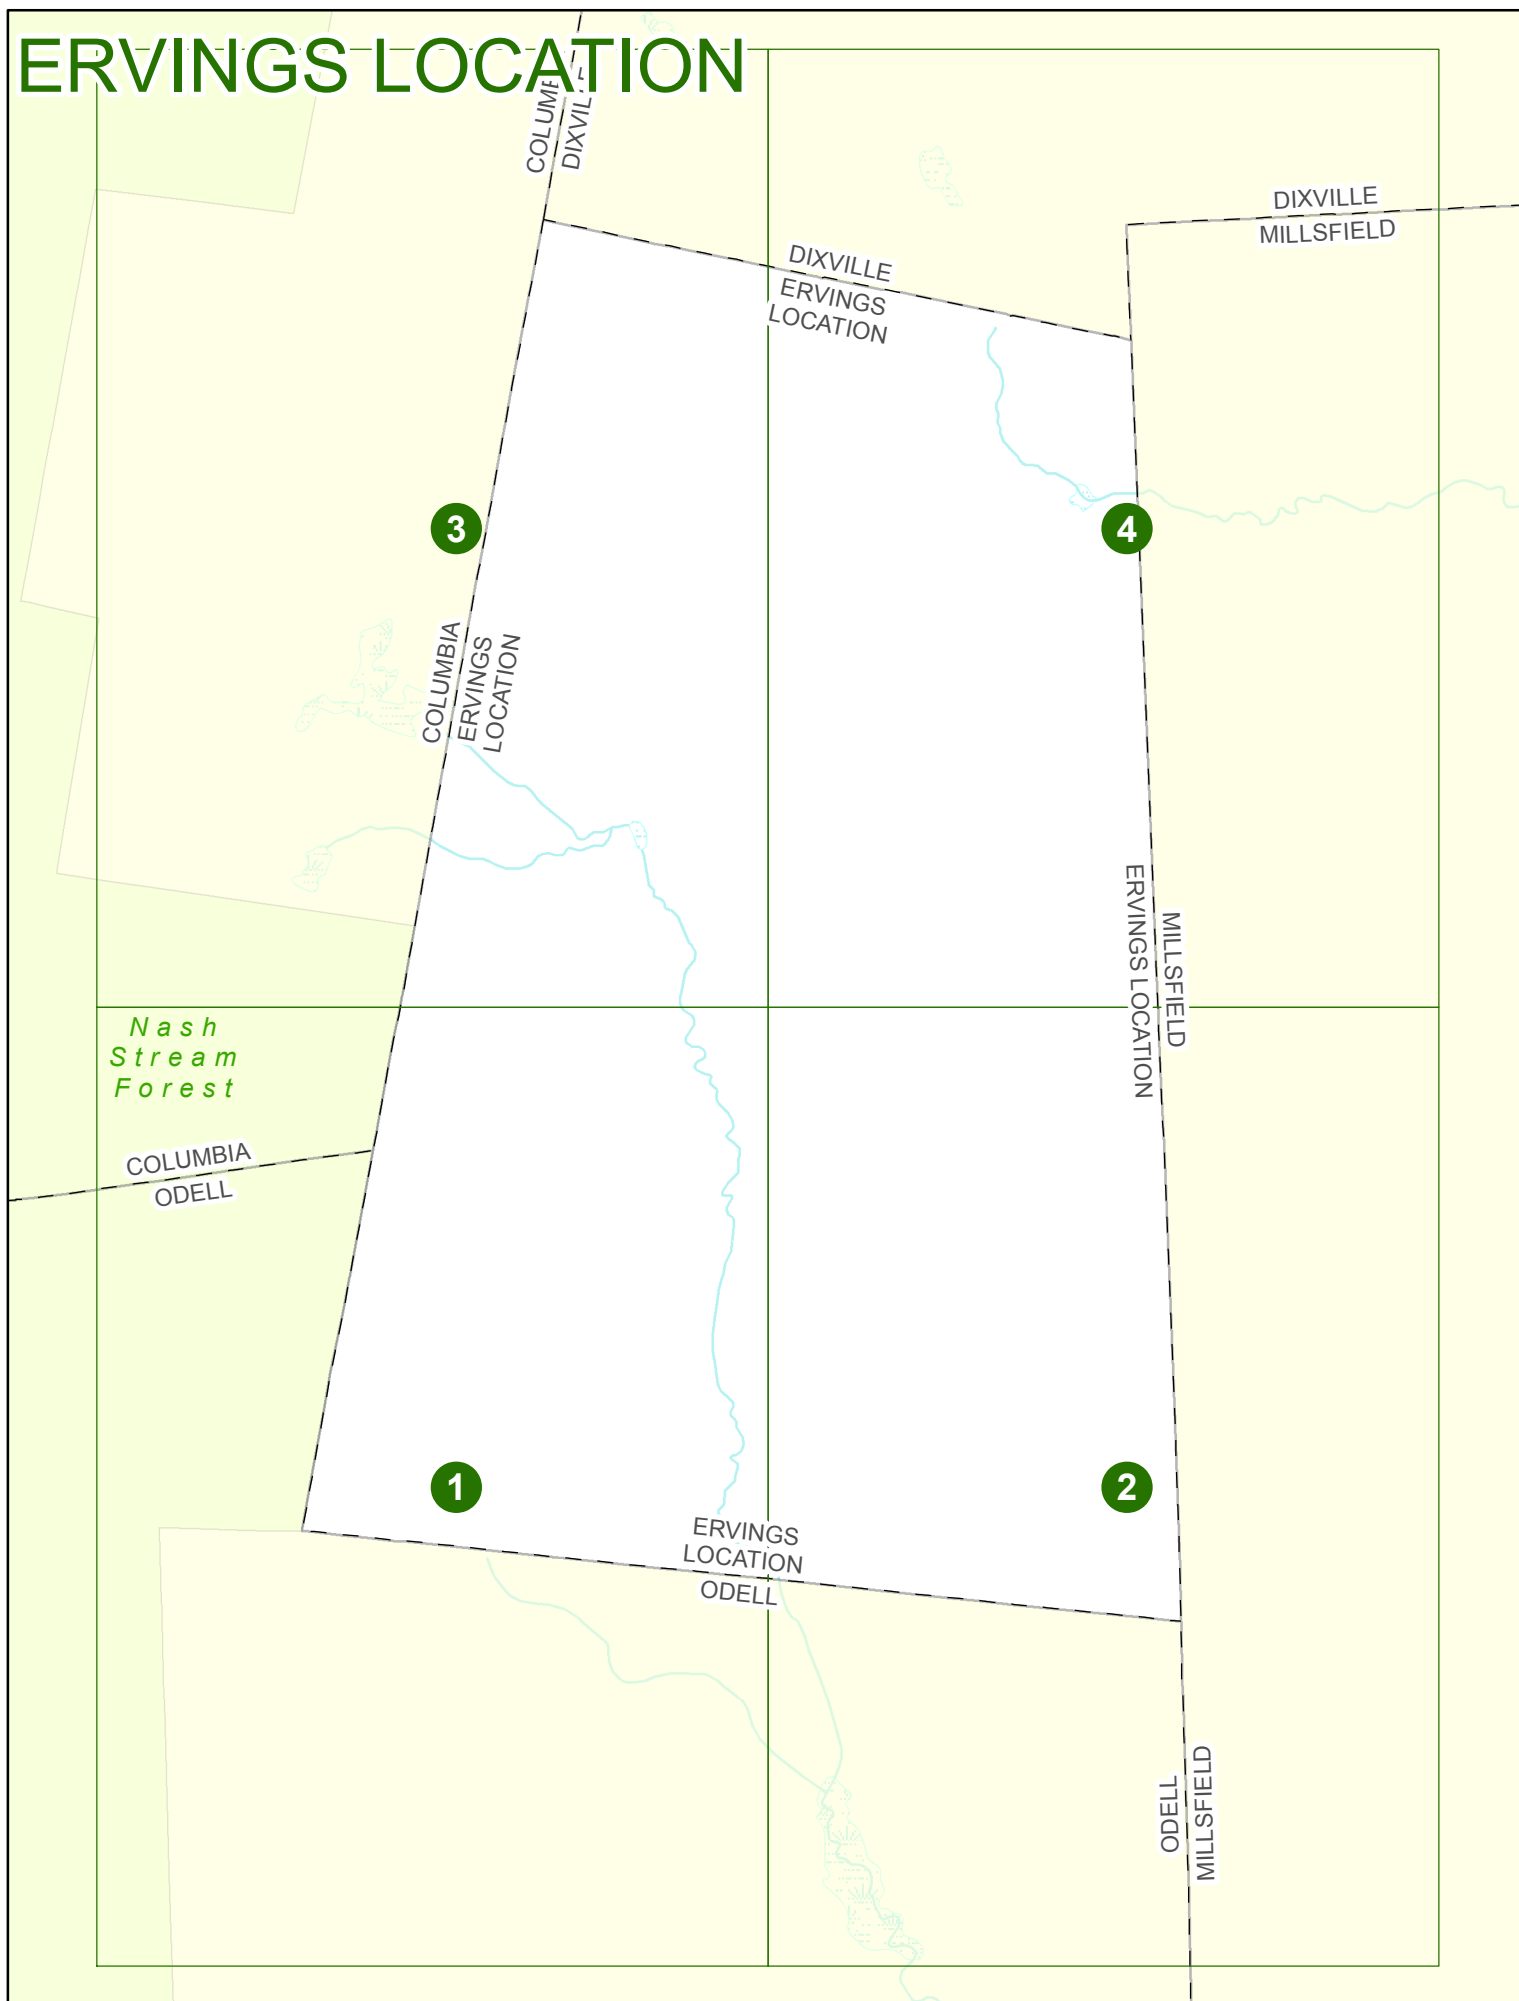 ERVINGS LOCATION
DIXVILLE
MILLSFIELD
DIXVILLE
ERVINGS
LOCATION
3
4
COLUMBIA
ERVINGS
LOCATION
ERVINGS LOCATION
MILLSFIELD
Nash
Stream
Forest
COLUMBIA
ODELL
1
2
ERVINGS
LOCATION
ODELL
ODELL
MILLSFIELD